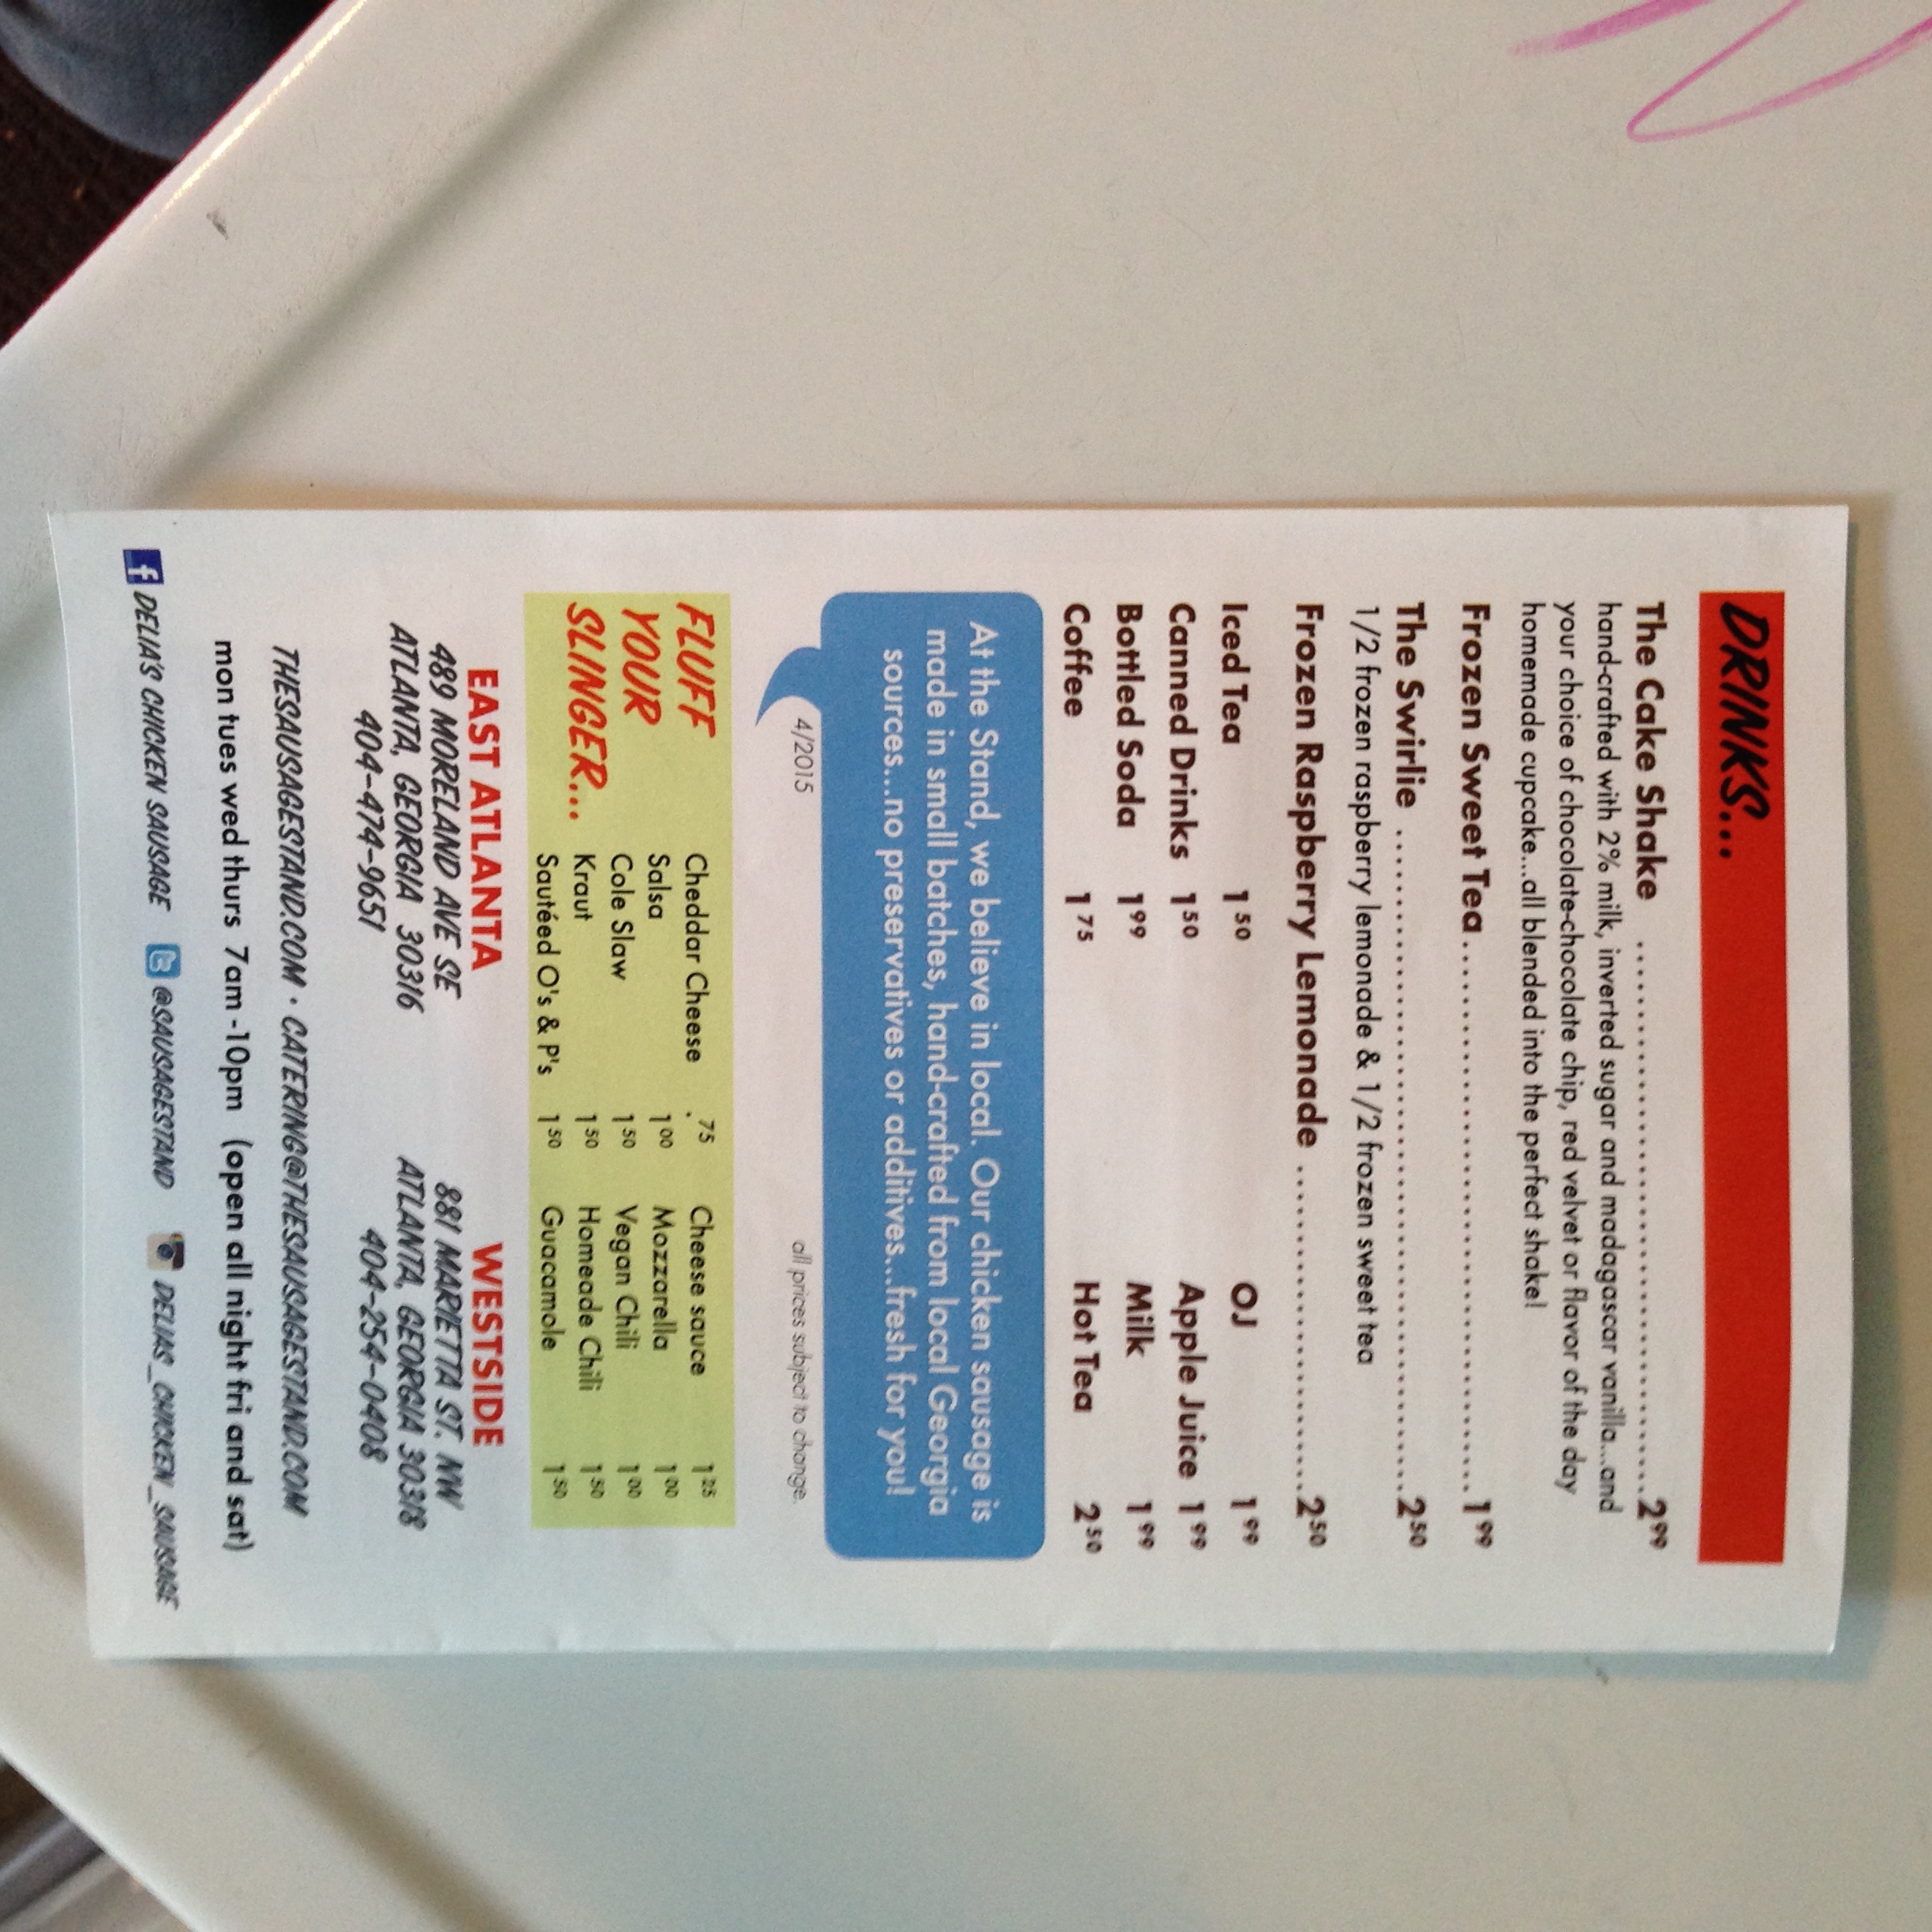 DRINKS...
The Cake Shake ................................2.99
hand-crafted with 2% milk, inverted sugar and madagascar vanilla...and
your choice of chocolate-chocolate chip, red velvet or flavor of the day
homemade cupcake...all blended into the perfect shake!
Frozen Sweet Tea................................1.99
The Swirlie ................................2.50
1/2 frozen raspberry lemonade & 1/2 frozen sweet tea
Frozen Raspberry Lemonade ................................2.50
Iced Tea 1 50 OJ 1 99
Canned Drinks 1 50 Apple Juice 1 99
Bottled Soda 1 99 Milk 1 99
Coffee 1 75 Hot Tea 2 50
At the Stand, we believe in local. Our chicken sausage is
made in small batches, hand-crafted from local Georgia
sources...no preservatives or additives...fresh for you!
4/2015 all prices subject to change.
FLUFF
YOUR
SLINGER...
Cheddar Cheese .75 Cheese sauce 1 25
Salsa 1 00 Mozzarella 1 00
Cole Slaw 1 50 Vegan Chili 1 00
Kraut 1 50 Homeade Chili 1 50
Sautéed O's & P's 1 50 Guacamole 1 50
EAST ATLANTA
489 MORELAND AVE SE
ATLANTA, GEORGIA 30316
404-474-9651
WESTSIDE
881 MARIETTA ST. NW
ATLANTA, GEORGIA 30318
404-254-0408
THESAUSAGESTAND.COM • CATERING@THESAUSAGESTAND.COM
mon tues wed thurs 7am-10pm (open all night fri and sat)
f DELIA'S CHICKEN SAUSAGE t @SAUSAGESTAND DELIAS_CHICKEN_SAUSAGE